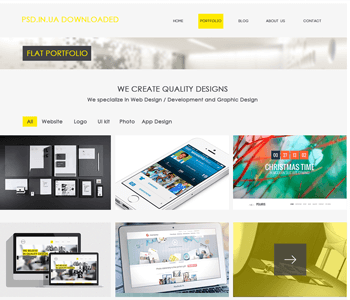 PSD.IN.UA DOWNLOADED
HOME PORTFOLIO BLOG ABOUT US CONTACT
FLAT PORTFOLIO
WE CREATE QUALITY DESIGNS
We specialize in Web Design / Development and Graphic Design
All Website Logo UI kit Photo App Design
CHRISTMAS TIME